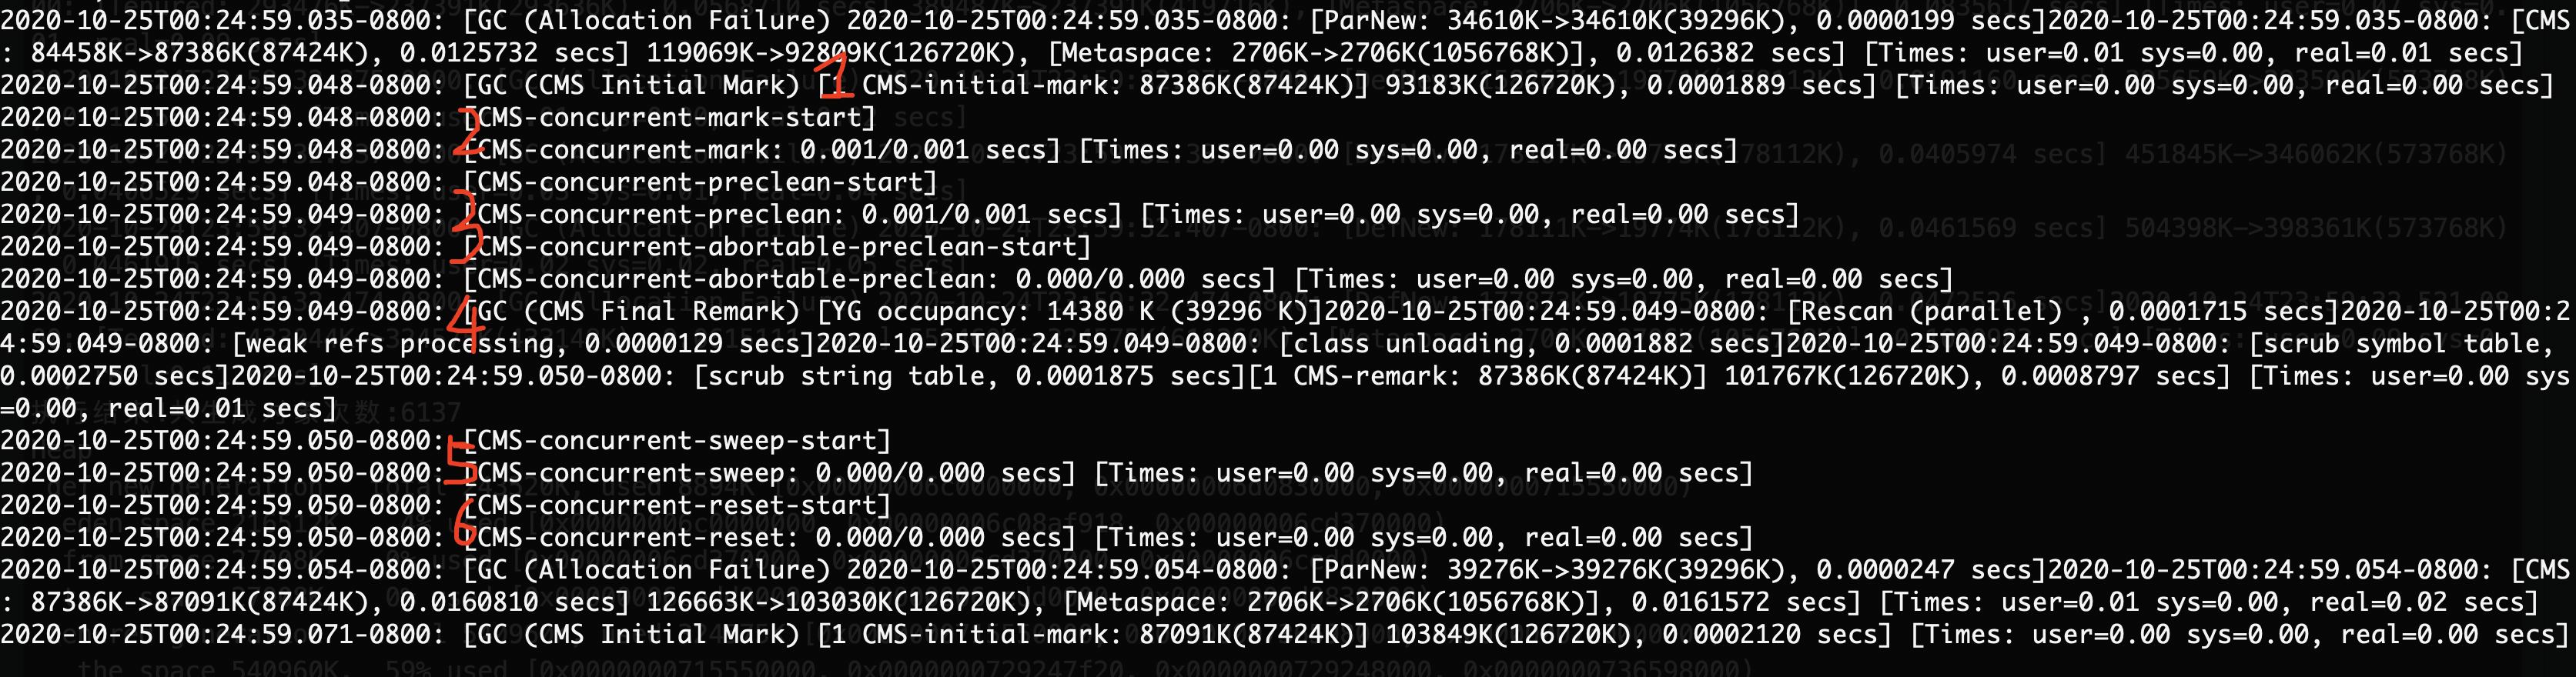 2020-10-25T00:24:59.035-0800: [GC (Allocation Failure) 2020-10-25T00:24:59.035-0800: [ParNew: 34610K->34610K(39296K), 0.0000199 secs]2020-10-25T00:24:59.035-0800: [CMS
: 84458K->87386K(87424K), 0.0125732 secs] 119069K->92809K(126720K), [Metaspace: 2706K->2706K(1056768K)], 0.0126382 secs] [Times: user=0.01 sys=0.00, real=0.01 secs]
1
2020-10-25T00:24:59.048-0800: [GC (CMS Initial Mark) [1 CMS-initial-mark: 87386K(87424K)] 93183K(126720K), 0.0001889 secs] [Times: user=0.00 sys=0.00, real=0.00 secs]
2020-10-25T00:24:59.048-0800: [CMS-concurrent-mark-start]
2
2020-10-25T00:24:59.048-0800: [CMS-concurrent-mark: 0.001/0.001 secs] [Times: user=0.00 sys=0.00, real=0.00 secs]
2020-10-25T00:24:59.048-0800: [CMS-concurrent-preclean-start]
3
2020-10-25T00:24:59.049-0800: [CMS-concurrent-preclean: 0.001/0.001 secs] [Times: user=0.00 sys=0.00, real=0.00 secs]
2020-10-25T00:24:59.049-0800: [CMS-concurrent-abortable-preclean-start]
2020-10-25T00:24:59.049-0800: [CMS-concurrent-abortable-preclean: 0.000/0.000 secs] [Times: user=0.00 sys=0.00, real=0.00 secs]
4
2020-10-25T00:24:59.049-0800: [GC (CMS Final Remark) [YG occupancy: 14380 K (39296 K)]2020-10-25T00:24:59.049-0800: [Rescan (parallel) , 0.0001715 secs]2020-10-25T00:2
4:59.049-0800: [weak refs processing, 0.0000129 secs]2020-10-25T00:24:59.049-0800: [class unloading, 0.0001882 secs]2020-10-25T00:24:59.049-0800: [scrub symbol table,
0.0002750 secs]2020-10-25T00:24:59.050-0800: [scrub string table, 0.0001875 secs][1 CMS-remark: 87386K(87424K)] 101767K(126720K), 0.0008797 secs] [Times: user=0.00 sys
=0.00, real=0.01 secs]
2020-10-25T00:24:59.050-0800: [CMS-concurrent-sweep-start]
5
2020-10-25T00:24:59.050-0800: [CMS-concurrent-sweep: 0.000/0.000 secs] [Times: user=0.00 sys=0.00, real=0.00 secs]
2020-10-25T00:24:59.050-0800: [CMS-concurrent-reset-start]
6
2020-10-25T00:24:59.050-0800: [CMS-concurrent-reset: 0.000/0.000 secs] [Times: user=0.00 sys=0.00, real=0.00 secs]
2020-10-25T00:24:59.054-0800: [GC (Allocation Failure) 2020-10-25T00:24:59.054-0800: [ParNew: 39276K->39276K(39296K), 0.0000247 secs]2020-10-25T00:24:59.054-0800: [CMS
: 87386K->87091K(87424K), 0.0160810 secs] 126663K->103030K(126720K), [Metaspace: 2706K->2706K(1056768K)], 0.0161572 secs] [Times: user=0.01 sys=0.00, real=0.02 secs]
2020-10-25T00:24:59.071-0800: [GC (CMS Initial Mark) [1 CMS-initial-mark: 87091K(87424K)] 103849K(126720K), 0.0002120 secs] [Times: user=0.00 sys=0.00, real=0.00 secs]